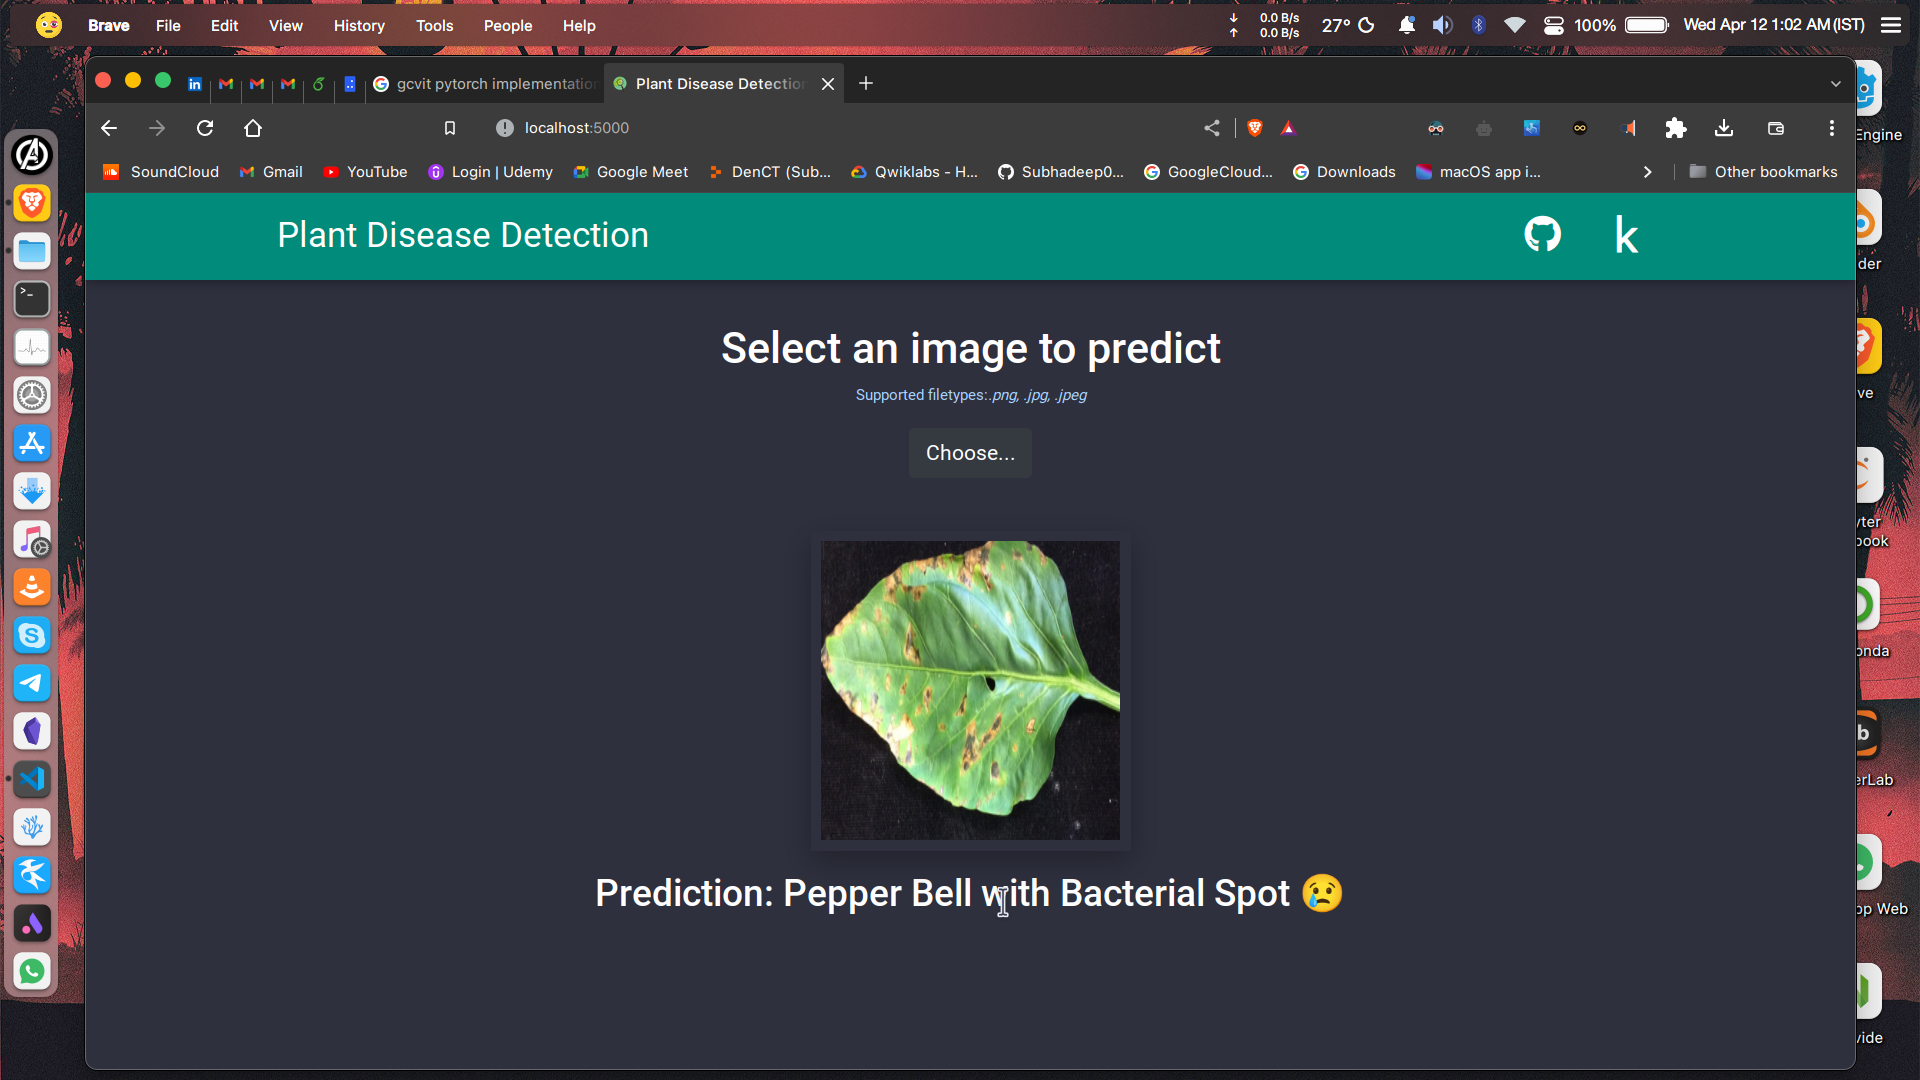 Brave File Edit View History Tools People Help
0.0 B/s
0.0 B/s
27° 100% Wed Apr 12 1:02 AM (IST)
gcvit pytorch implementatio
Plant Disease Detectio
localhost:5000
SoundCloud Gmail YouTube Login | Udemy Google Meet DenCT (Sub... Qwiklabs - H... Subhadeep0... GoogleCloud... Downloads macOS app i... Other bookmarks
Engine
Plant Disease Detection k
der
Select an image to predict
Supported filetypes:.png, .jpg, .jpeg
ve
Choose...
yter
book
onda
erLab
Prediction: Pepper Bell with Bacterial Spot
pp Web
vide